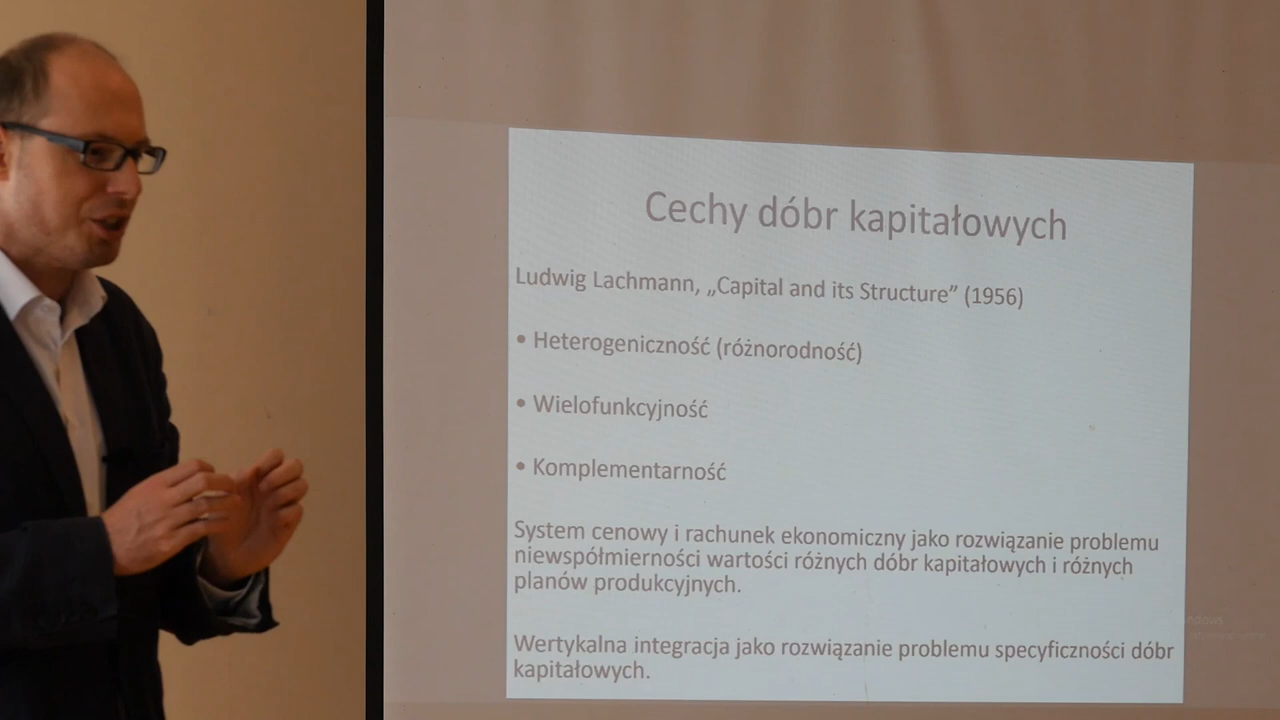 Cechy dóbr kapitałowych
Ludwig Lachmann, „Capital and its Structure” (1956)
• Heterogeniczność (różnorodność)
• Wielofunkcyjność
• Komplementarność
System cenowy i rachunek ekonomiczny jako rozwiązanie problemu
niewspółmierności wartości różnych dóbr kapitałowych i różnych
planów produkcyjnych.
Wertykalna integracja jako rozwiązanie problemu specyficzności dóbr
kapitałowych.